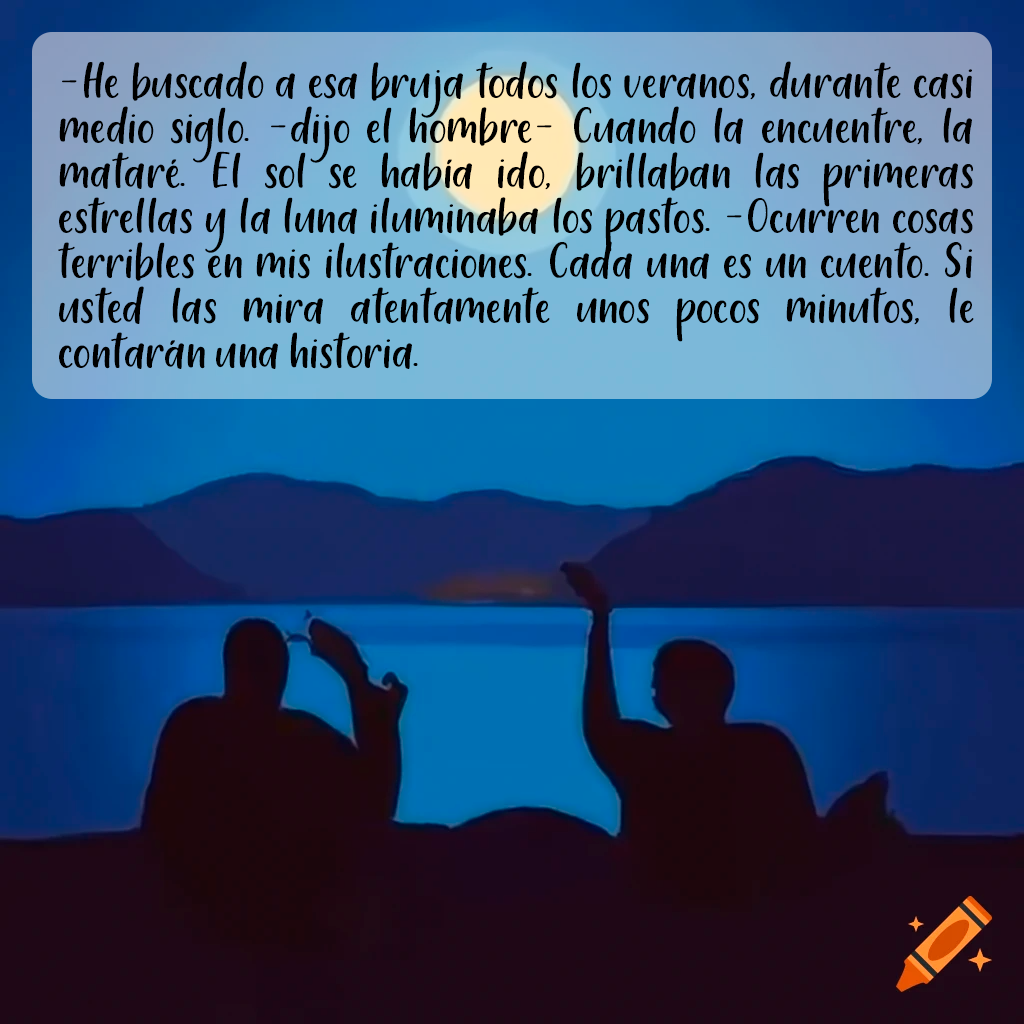 -He buscado a esa bruja todos los veranos, durante casi
medio siglo. -dijo el hombre- Cuando la encuentre, la
mataré. El sol se había ido, brillaban las primeras
estrellas y la luna iluminaba los pastos. -Ocurren cosas
terribles en mis ilustraciones. Cada una es un cuento. Si
usted las mira atentamente unos pocos minutos, le
contarán una historia.